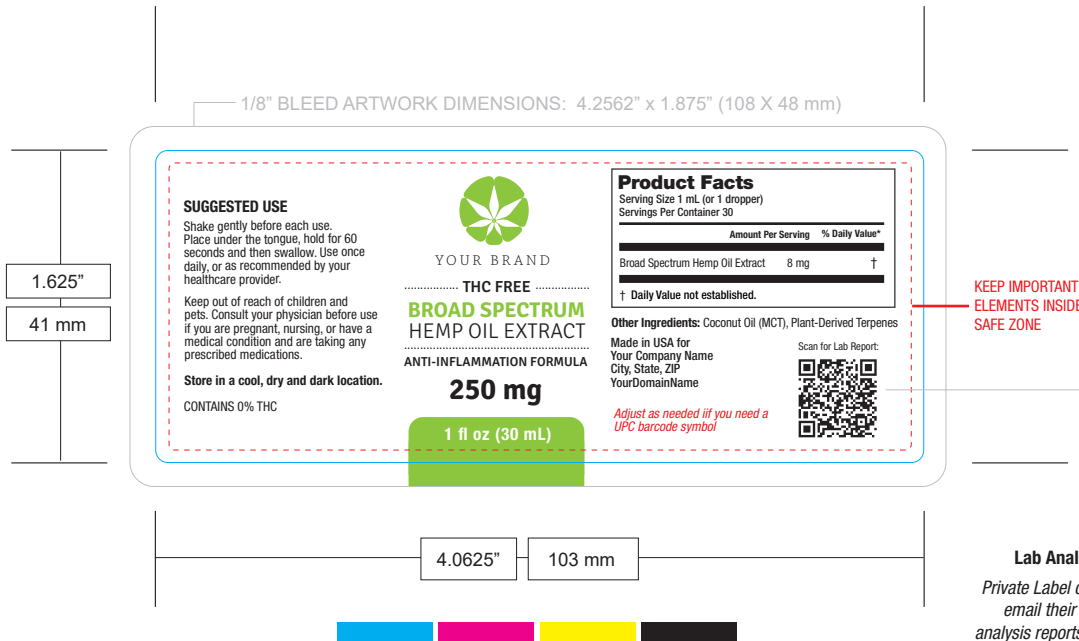 1/8” BLEED ARTWORK DIMENSIONS: 4.2562” x 1.875” (108 X 48 mm)
1.625”
41 mm
SUGGESTED USE
Shake gently before each use.
Place under the tongue, hold for 60
seconds and then swallow. Use once
daily, or as recommended by your
healthcare provider.
Keep out of reach of children and
pets. Consult your physician before use
if you are pregnant, nursing, or have a
medical condition and are taking any
prescribed medications.
Store in a cool, dry and dark location.
CONTAINS 0% THC
YOUR BRAND
THC FREE
BROAD SPECTRUM
HEMP OIL EXTRACT
ANTI-INFLAMMATION FORMULA
250 mg
1 fl oz (30 mL)
Product Facts
Serving Size 1 mL (or 1 dropper)
Servings Per Container 30
Amount Per Serving % Daily Value*
Broad Spectrum Hemp Oil Extract 8 mg †
† Daily Value not established.
Other Ingredients: Coconut Oil (MCT), Plant-Derived Terpenes
Made in USA for
Your Company Name
City, State, ZIP
YourDomainName
Scan for Lab Report:
Adjust as needed iif you need a
UPC barcode symbol
KEEP IMPORTANT
ELEMENTS INSIDE
SAFE ZONE
4.0625”
103 mm
Lab Anal
Private Label
email their
analysis reports